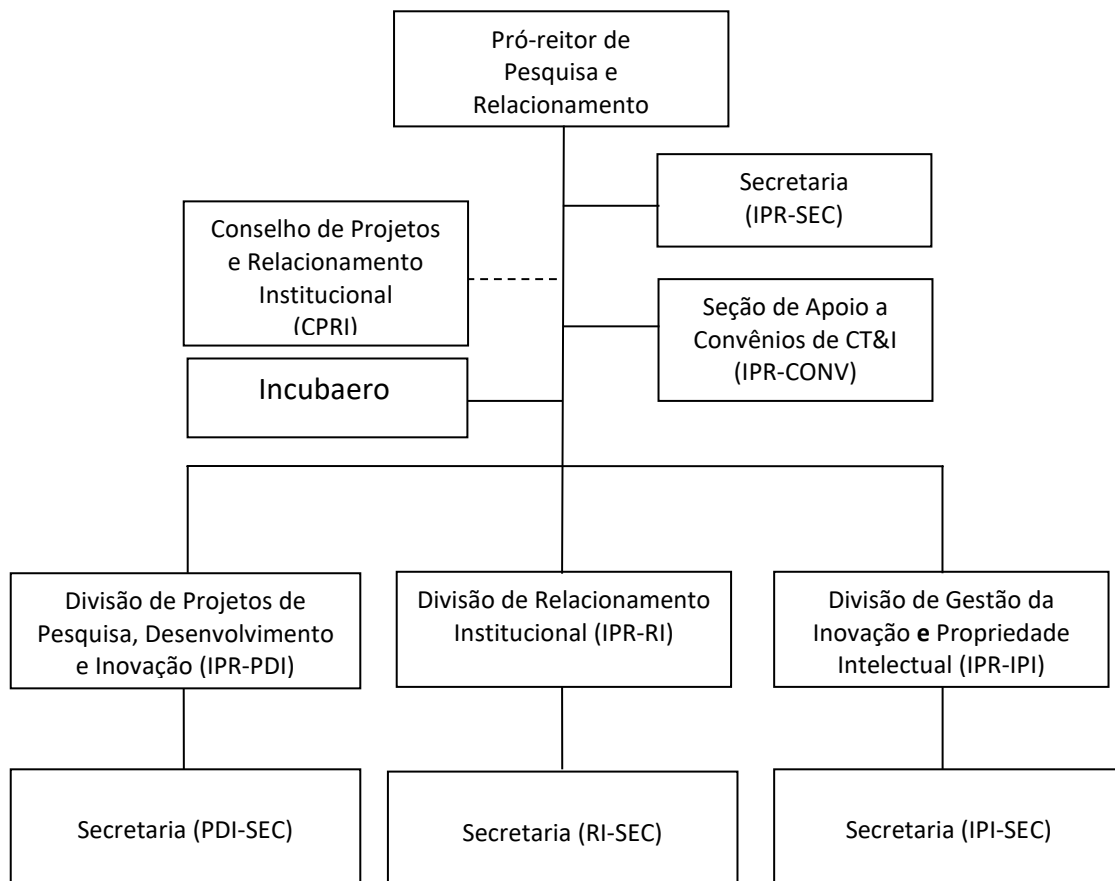 Pró-reitor de
Pesquisa e
Relacionamento
Secretaria
(IPR-SEC)
Conselho de Projetos
e Relacionamento
Institucional
(CPRI)
Seção de Apoio a
Convênios de CT&I
(IPR-CONV)
Incubaero
Divisão de Projetos de
Pesquisa, Desenvolvimento
e Inovação (IPR-PDI)
Divisão de Relacionamento
Institucional (IPR-RI)
Divisão de Gestão da
Inovação e Propriedade
Intelectual (IPR-IPI)
Secretaria (PDI-SEC)
Secretaria (RI-SEC)
Secretaria (IPI-SEC)